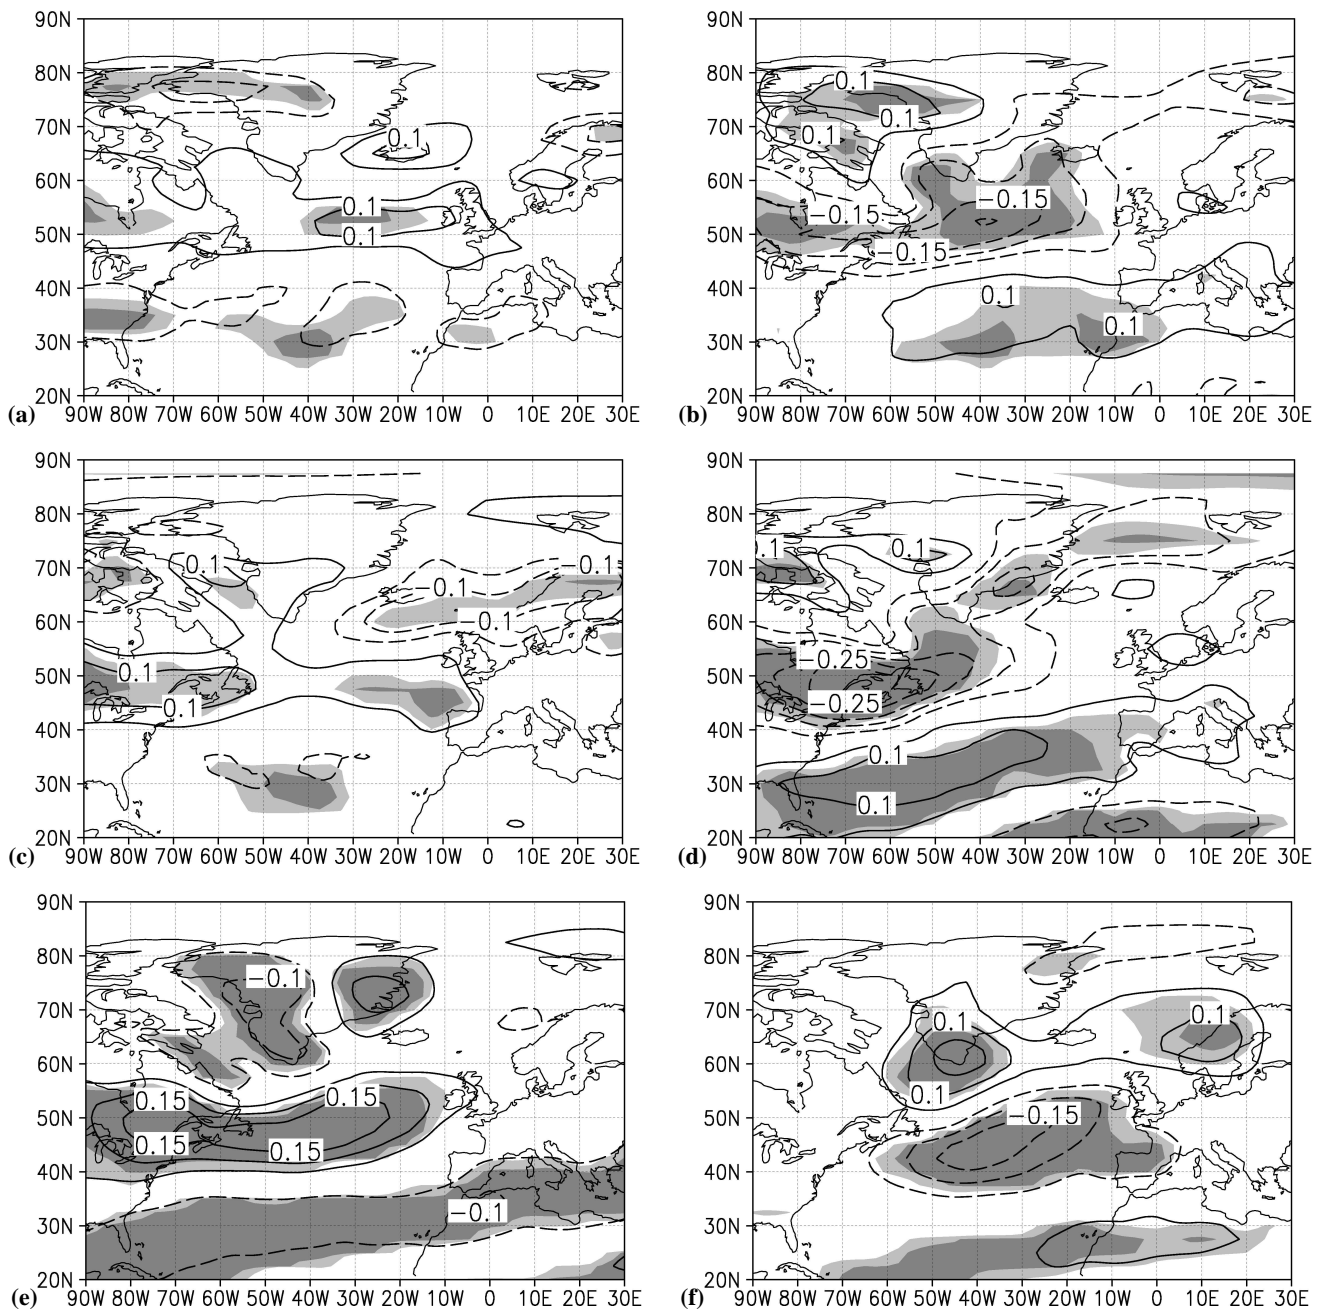 90N 90N
80N 0.1 80N 0.1
0.1
70N 0.1 70N 0.1
60N 60N
0.1 −0.15
−0.15
50N 0.1 50N −0.15
40N 40N 0.1
0.1
30N 30N
20N 20N
(a) 90W 80W 70W 60W 50W 40W 30W 20W 10W 0 10E 20E 30E (b) 90W 80W 70W 60W 50W 40W 30W 20W 10W 0 10E 20E 30E
90N 90N
80N 80N
0.1 −0.1 0.1 0.1
70N −0.1 70N
60N −0.1 60N
0.1 −0.25
50N 50N
0.1 −0.25
40N 40N
0.1
30N 30N
0.1
20N 20N
(c) 90W 80W 70W 60W 50W 40W 30W 20W 10W 0 10E 20E 30E (d) 90W 80W 70W 60W 50W 40W 30W 20W 10W 0 10E 20E 30E
90N 90N
80N 80N
−0.1
70N 70N 0.1 0.1
60N 60N
0.15 0.15 0.1
50N 50N −0.15
0.15 0.15
40N 40N
−0.1
30N 30N
20N 20N
(e) 90W 80W 70W 60W 50W 40W 30W 20W 10W 0 10E 20E 30E (f) 90W 80W 70W 60W 50W 40W 30W 20W 10W 0 10E 20E 30E